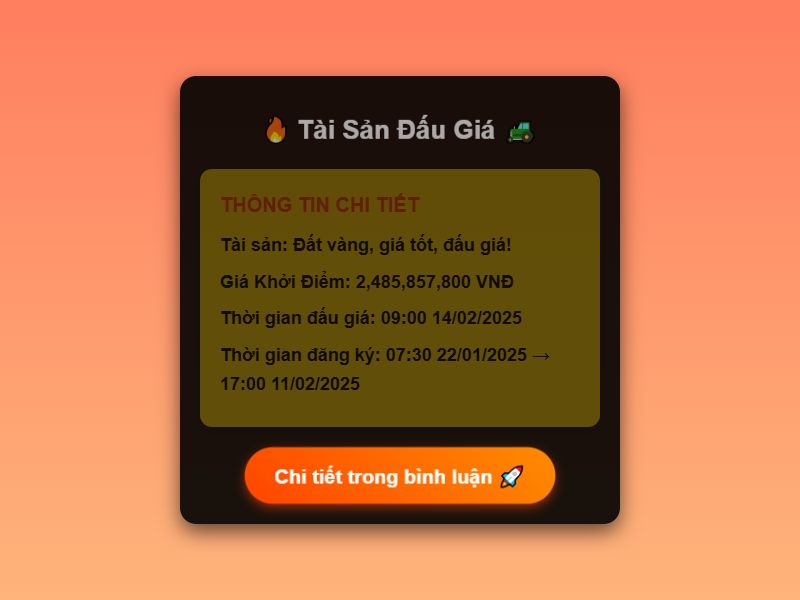 🔥 Tài Sản Đấu Giá 🚜
THÔNG TIN CHI TIẾT
Tài sản: Đất vàng, giá tốt, đấu giá!
Giá Khởi Điểm: 2,485,857,800 VNĐ
Thời gian đấu giá: 09:00 14/02/2025
Thời gian đăng ký: 07:30 22/01/2025 →
17:00 11/02/2025
Chi tiết trong bình luận 🚀